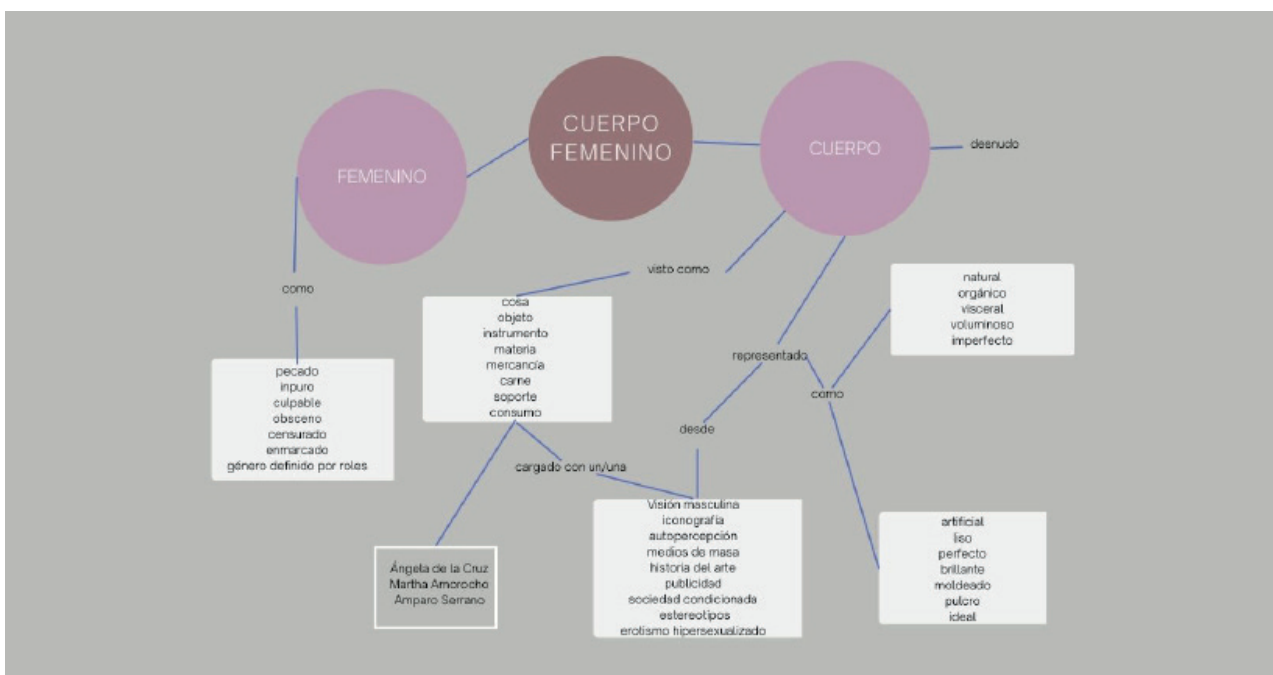 CUERPO
FEMENINO
FEMENINO
CUERPO
desnudo
como
pecado
inpuro
culpable
obsceno
censurado
enmarcado
género definido por roles
visto como
cosa
objeto
instrumento
materia
mercancía
carne
soporte
consumo
cargado con un/una
Ángela de la Cruz
Martha Amorocho
Amparo Serrano
representado
desde
Visión masculina
iconografía
autopercepción
medios de masa
historia del arte
publicidad
sociedad condicionada
estereotipos
erotismo hipersexualizado
como
natural
orgánico
visceral
voluminoso
imperfecto
artificial
liso
perfecto
brillante
moldeado
pulcro
ideal